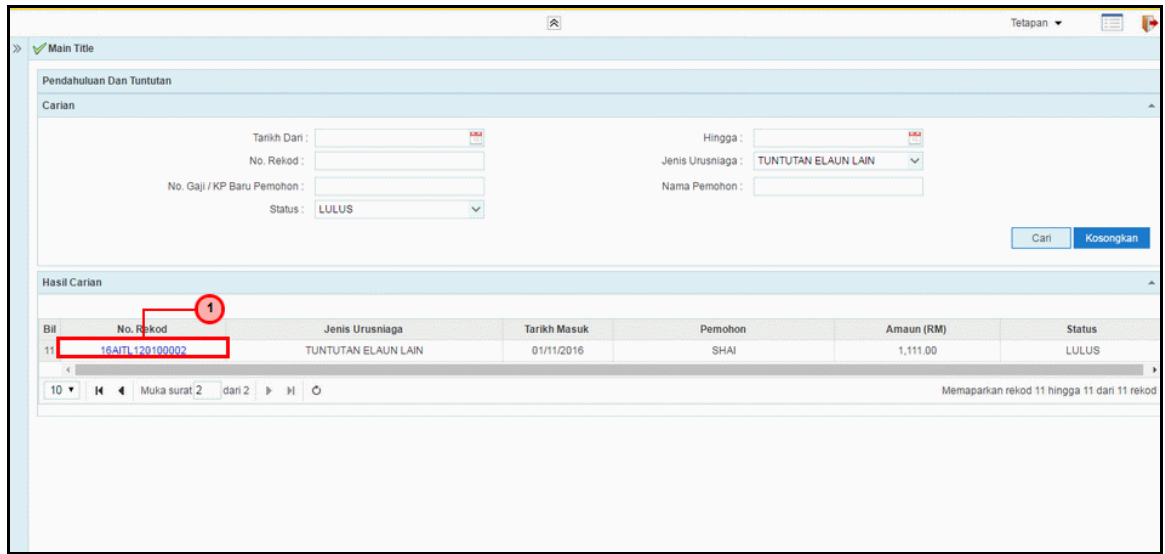 Tetapan
Main Title
Pendahuluan Dan Tuntutan
Carian
Tarikh Dari : Hingga :
No. Rekod : Jenis Urusniaga : TUNTUTAN ELAUN LAIN
No. Gaji / KP Baru Pemohon : Nama Pemohon :
Status : LULUS
Cari Kosongkan
Hasil Carian
1
Bil No. Rekod Jenis Urusniaga Tarikh Masuk Pemohon Amaun (RM) Status
11 16AITL120100002 TUNTUTAN ELAUN LAIN 01/11/2016 SHAI 1,111.00 LULUS
10 Muka surat 2 dari 2 Memaparkan rekod 11 hingga 11 dari 11 rekod